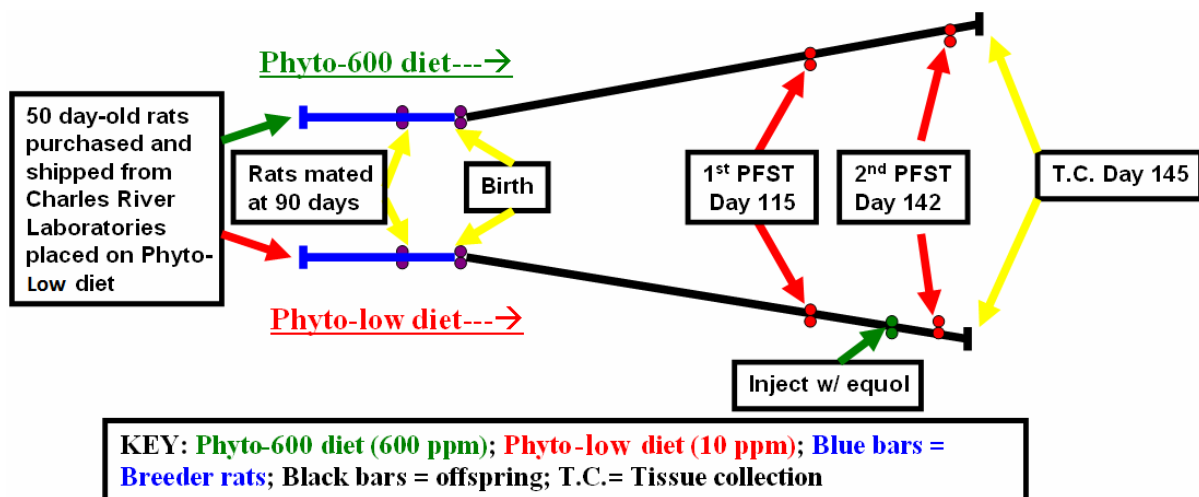 Phyto-600 diet---→
50 day-old rats
purchased and
shipped from
Charles River
Laboratories
placed on Phyto-
Low diet
Rats mated
at 90 days
Birth
1st PFST
Day 115
2nd PFST
Day 142
T.C. Day 145
Phyto-low diet---→
Inject w/ equol
KEY: Phyto-600 diet (600 ppm); Phyto-low diet (10 ppm); Blue bars =
Breeder rats; Black bars = offspring; T.C.= Tissue collection